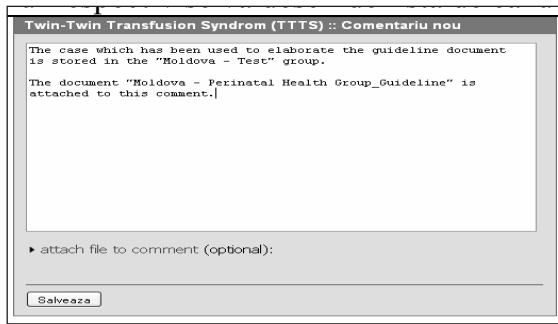 Twin-Twin Transfusion Syndrom (TTTS) :: Comentariu nou
The case which has been used to elaborate the guideline document
is stored in the "Moldova - Test" group.
The document "Moldova - Perinatal Health Group_Guideline" is
attached to this comment.
attach file to comment (optional):
Salveaza